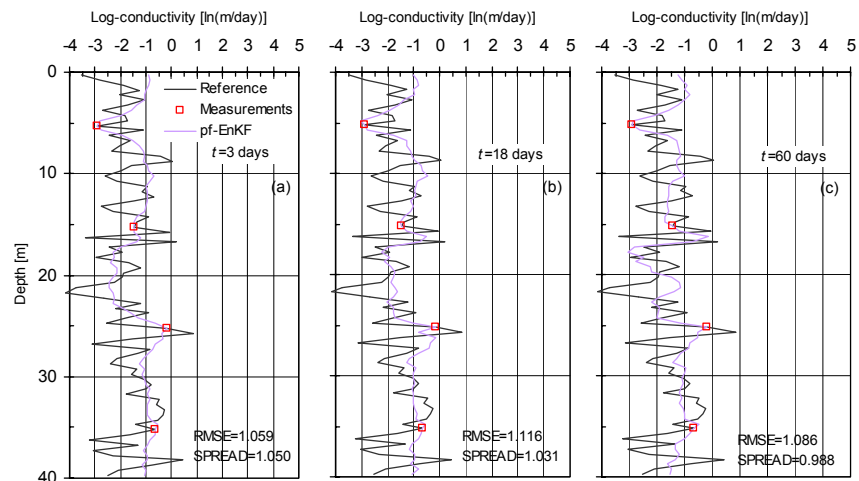 Log-conductivity [ln(m/day)] Log-conductivity [ln(m/day)] Log-conductivity [ln(m/day)]
-4 -3 -2 -1 0 1 2 3 4 5 -4 -3 -2 -1 0 1 2 3 4 5 -4 -3 -2 -1 0 1 2 3 4 5
0
Reference
Measurements
pf-EnKF
t=3 days t=18 days t=60 days
10
(a) (b) (c)
20
Depth [m]
30
RMSE=1.059 RMSE=1.116 RMSE=1.086
SPREAD=1.050 SPREAD=1.031 SPREAD=0.988
40